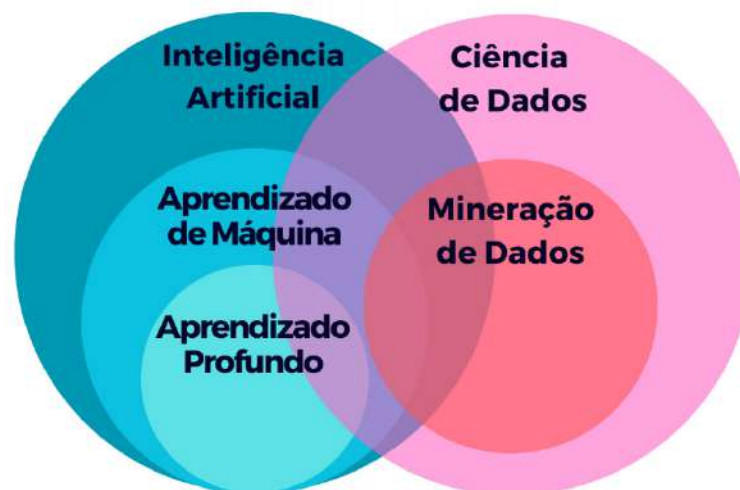 Inteligência
Artificial
Ciência
de Dados
Aprendizado
de Máquina
Mineração
de Dados
Aprendizado
Profundo